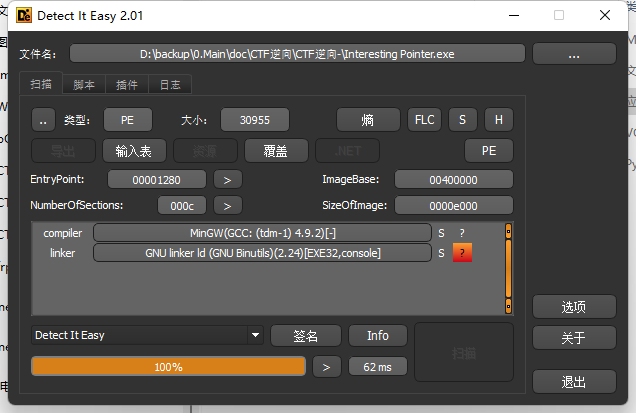 Detect It Easy 2.01
文件名: D:\backup\0.Main\doc\CTF逆向\CTF逆向-\Interesting Pointer.exe ...
扫描 脚本 插件 日志
.. 类型: PE 大小: 30955 熵 FLC S H
导出 输入表 资源 覆盖 .NET PE
EntryPoint: 00001280 > ImageBase: 00400000
NumberOfSections: 000c > SizeOfImage: 0000e000
compiler MinGW(GCC: (tdm-1) 4.9.2)[-] S ?
linker GNU linker ld (GNU Binutils)(2.24)[EXE32,console] S ?
选项
Detect It Easy 签名 Info 扫描 关于
100% > 62 ms
退出